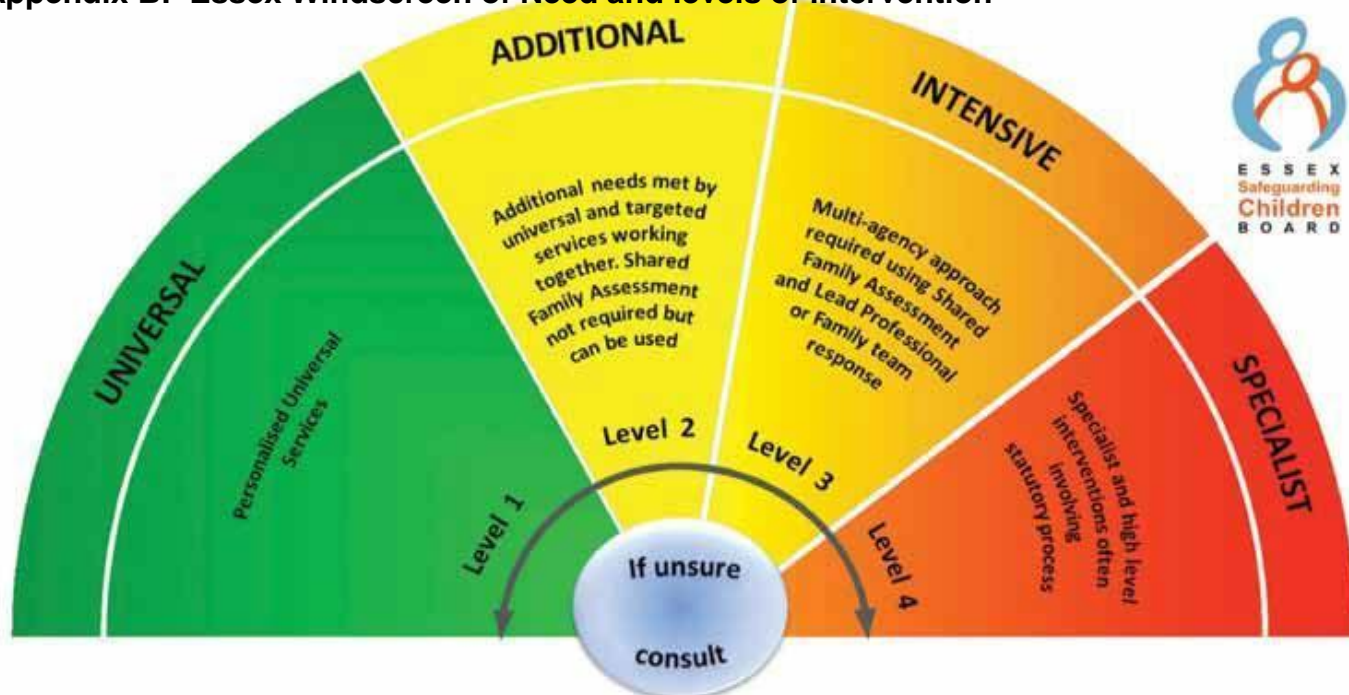 Appendix B: Essex Windscreen of Need and levels of intervention
UNIVERSAL
Personalised Universal
Services
Level 1
ADDITIONAL
Additional needs met by
universal and targeted
services working
together. Shared
Family Assessment
not required but
can be used
Level 2
INTENSIVE
Multi-agency approach
required using Shared
Family Assessment
and Lead Professional
or Family team
response
Level 3
SPECIALIST
Specialist and high level
interventions often
involving
statutory process
Level 4
If unsure
consult
ESSEX
Safeguarding
Children
BOARD